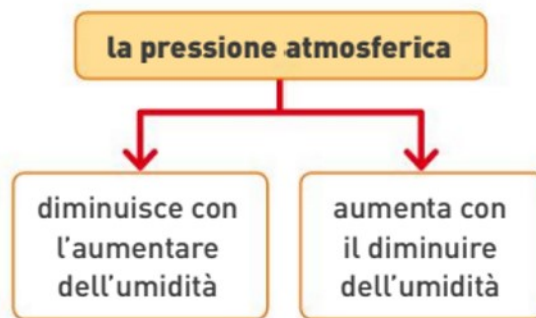 la pressione atmosferica
diminuisce con
l'aumentare
dell'umidità
aumenta con
il diminuire
dell'umidità